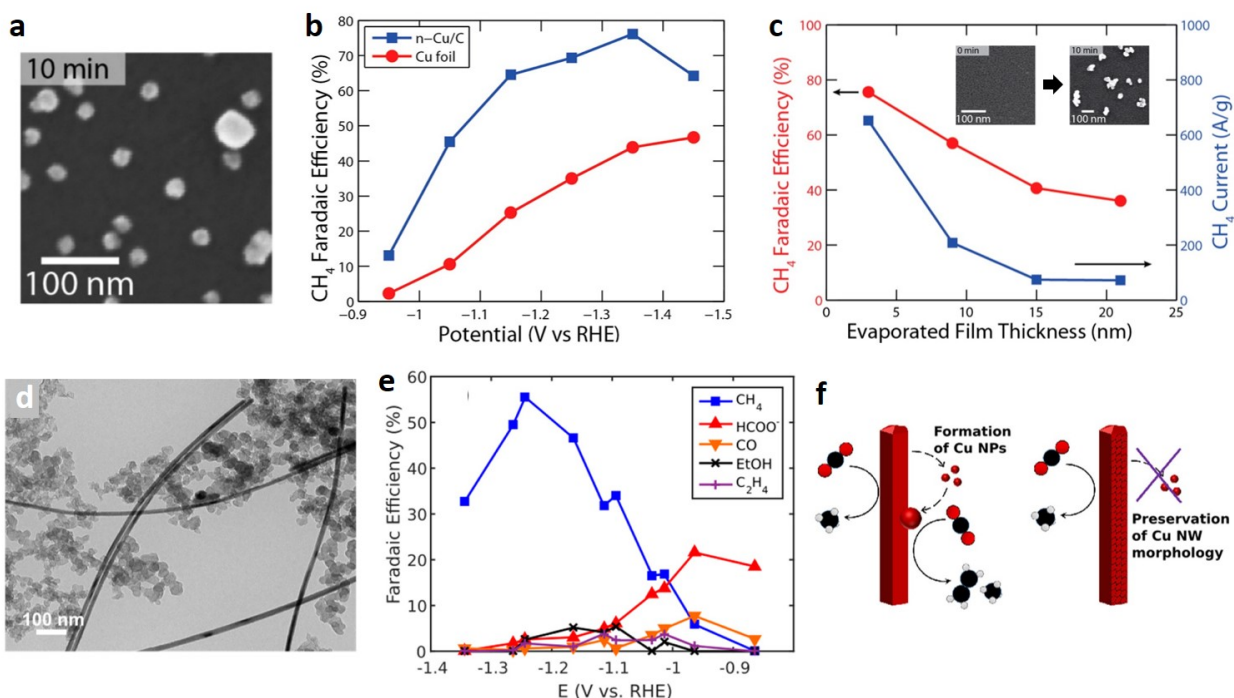 a
10 min
100 nm
b
CH₄ Faradaic Efficiency (%)
80
70
60
50
40
30
20
10
0
n−Cu/C
Cu foil
−0.9
−1
−1.1
−1.2
−1.3
−1.4
−1.5
Potential (V vs RHE)
c
CH₄ Faradaic Efficiency (%)
100
80
60
40
20
0
0 min
100 nm
10 min
100 nm
1000
800
600
400
200
0
CH₄ Current (A/g)
0
5
10
15
20
25
Evaporated Film Thickness (nm)
d
100 nm
e
Faradaic Efficiency (%)
60
50
40
30
20
10
0
CH₄
HCOO⁻
CO
EtOH
C₂H₄
-1.4
-1.3
-1.2
-1.1
-1
-0.9
E (V vs. RHE)
f
Formation
of Cu NPs
Preservation
of Cu NW
morphology